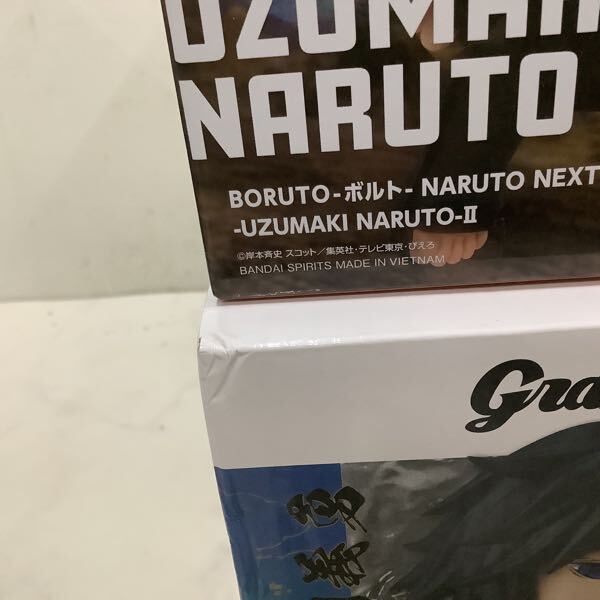 UZUMAKI
NARUTO
BORUTO-ボルト- NARUTO NEXT
-UZUMAKI NARUTO-II
©岸本斉史 スコット／集英社・テレビ東京・ぴえろ
BANDAI SPIRITS MADE IN VIETNAM
Gra